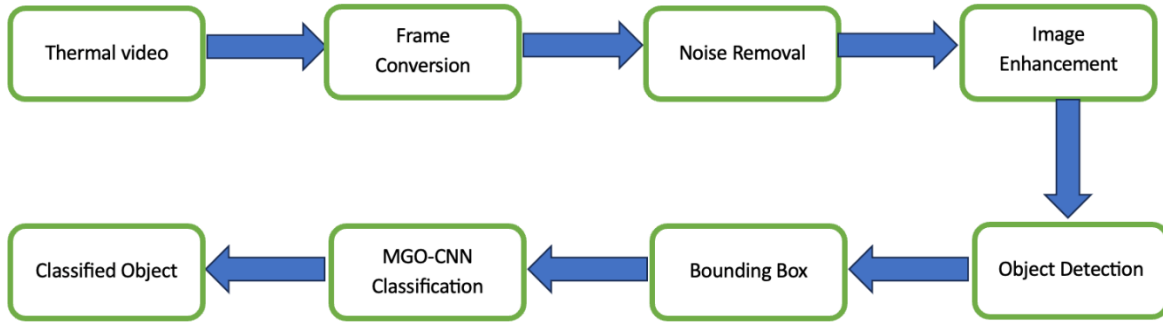 Thermal video
Frame
Conversion
Noise Removal
Image
Enhancement
Object Detection
Bounding Box
MGO-CNN
Classification
Classified Object